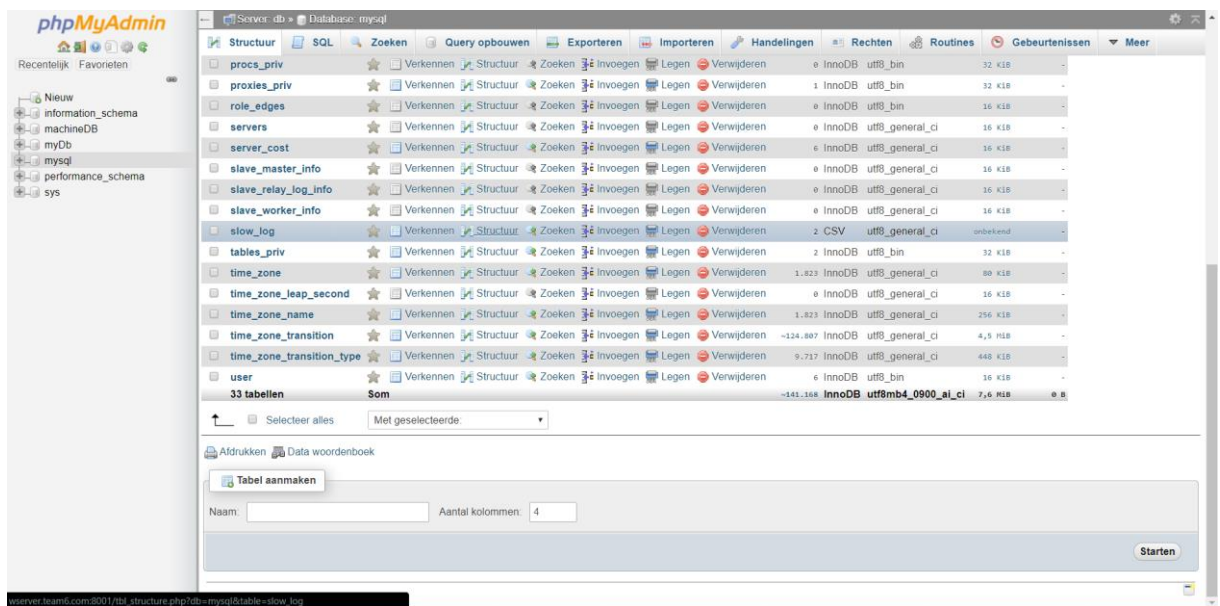 phpMyAdmin
Recentelijk Favorieten
Nieuw
information_schema
machineDB
myDb
mysql
performance_schema
sys
Server: db » Database: mysql
Structuur SQL Zoeken Query opbouwen Exporteren Importeren Handelingen Rechten Routines Gebeurtenissen Meer
procs_priv Verkennen Structuur Zoeken Invoegen Legen Verwijderen 0 InnoDB utf8_bin 32 KiB -
proxies_priv Verkennen Structuur Zoeken Invoegen Legen Verwijderen 1 InnoDB utf8_bin 32 KiB -
role_edges Verkennen Structuur Zoeken Invoegen Legen Verwijderen 0 InnoDB utf8_bin 16 KiB -
servers Verkennen Structuur Zoeken Invoegen Legen Verwijderen 0 InnoDB utf8_general_ci 16 KiB -
server_cost Verkennen Structuur Zoeken Invoegen Legen Verwijderen 6 InnoDB utf8_general_ci 16 KiB -
slave_master_info Verkennen Structuur Zoeken Invoegen Legen Verwijderen 0 InnoDB utf8_general_ci 16 KiB -
slave_relay_log_info Verkennen Structuur Zoeken Invoegen Legen Verwijderen 0 InnoDB utf8_general_ci 16 KiB -
slave_worker_info Verkennen Structuur Zoeken Invoegen Legen Verwijderen 0 InnoDB utf8_general_ci 16 KiB -
slow_log Verkennen Structuur Zoeken Invoegen Legen Verwijderen 2 CSV utf8_general_ci onbekend -
tables_priv Verkennen Structuur Zoeken Invoegen Legen Verwijderen 2 InnoDB utf8_bin 32 KiB -
time_zone Verkennen Structuur Zoeken Invoegen Legen Verwijderen 1.823 InnoDB utf8_general_ci 80 KiB -
time_zone_leap_second Verkennen Structuur Zoeken Invoegen Legen Verwijderen 0 InnoDB utf8_general_ci 16 KiB -
time_zone_name Verkennen Structuur Zoeken Invoegen Legen Verwijderen 1.823 InnoDB utf8_general_ci 256 KiB -
time_zone_transition Verkennen Structuur Zoeken Invoegen Legen Verwijderen ~124.807 InnoDB utf8_general_ci 4,5 MiB -
time_zone_transition_type Verkennen Structuur Zoeken Invoegen Legen Verwijderen 9.717 InnoDB utf8_general_ci 448 KiB -
user Verkennen Structuur Zoeken Invoegen Legen Verwijderen 6 InnoDB utf8_bin 16 KiB -
33 tabellen Som ~141.168 InnoDB utf8mb4_0900_ai_ci 7,6 MiB 0 B
Selecteer alles Met geselecteerde:
Afdrukken Data woordenboek
Tabel aanmaken
Naam: Aantal kolommen: 4
Starten
wserver.team6.com:8001/tbl_structure.php?db=mysql&table=slow_log